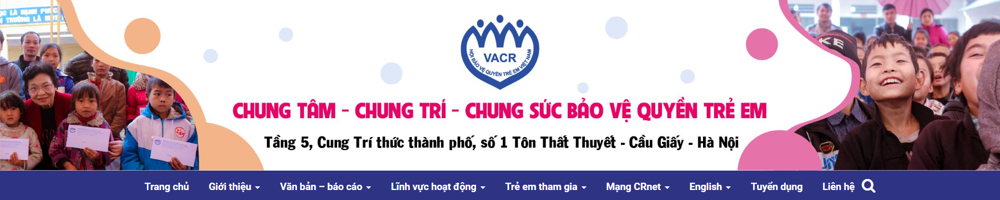 VACR
HỘI BẢO VỆ QUYỀN TRẺ EM VIỆT NAM
CHUNG TÂM - CHUNG TRÍ - CHUNG SỨC BẢO VỆ QUYỀN TRẺ EM
Tầng 5, Cung Trí thức thành phố, số 1 Tôn Thất Thuyết - Cầu Giấy - Hà Nội
Trang chủ Giới thiệu Văn bản – báo cáo Lĩnh vực hoạt động Trẻ em tham gia Mạng CRnet English Tuyển dụng Liên hệ